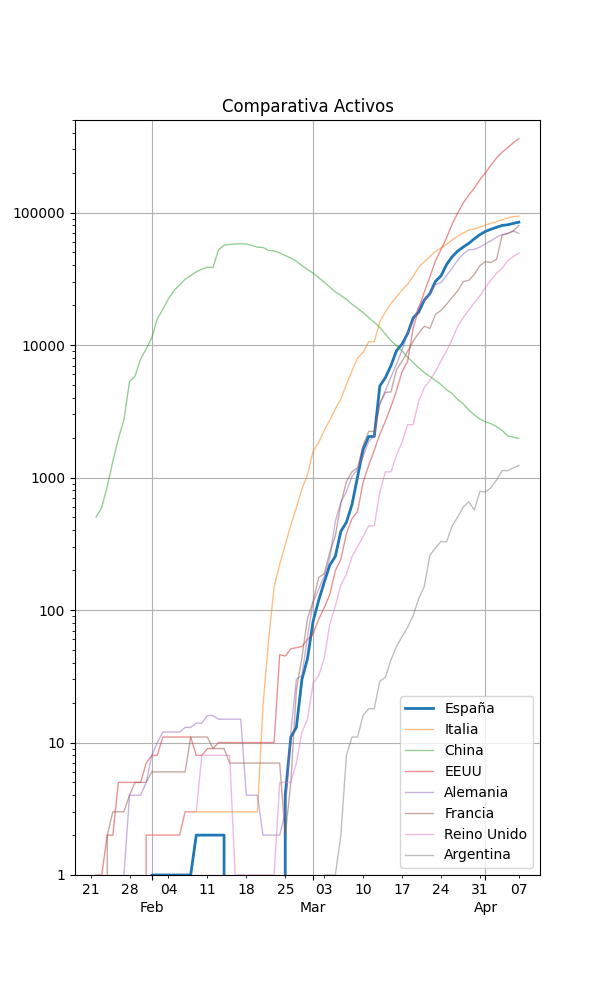 Comparativa Activos
100000
10000
1000
100
10
1
España
Italia
China
EEUU
Alemania
Francia
Reino Unido
Argentina
21 28 04 11 18 25 03 10 17 24 31 07
Feb Mar Apr